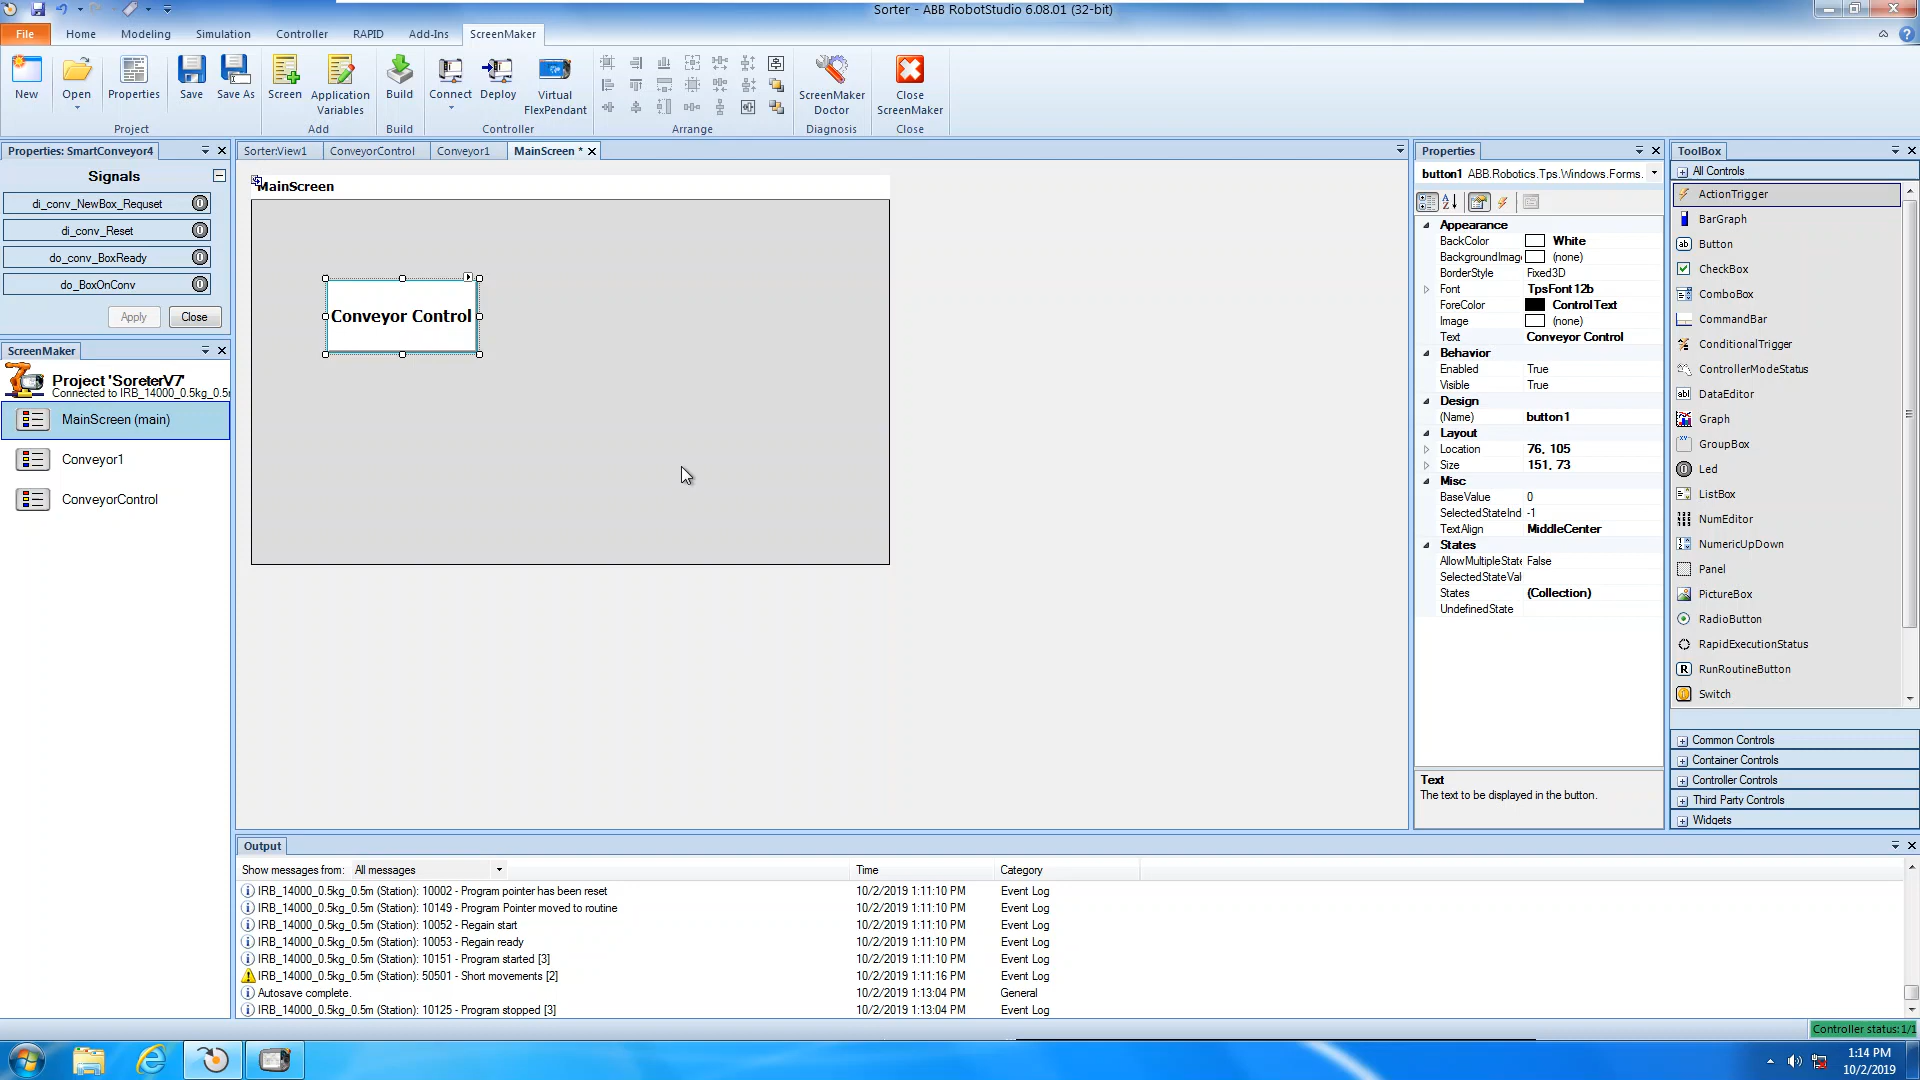 Sorter - ABB RobotStudio 6.08.01 (32-bit)
File Home Modeling Simulation Controller RAPID Add-Ins ScreenMaker
New Open Properties Save Save As Screen Application Variables Build Connect Deploy Virtual FlexPendant ScreenMaker Doctor Close ScreenMaker
Project Add Build Controller Arrange Diagnosis Close
Properties: SmartConveyor4
Signals
di_conv_NewBox_Requset
di_conv_Reset
do_conv_BoxReady
do_BoxOnConv
Apply Close
ScreenMaker
Project 'SoreterV7'
Connected to IRB_14000_0.5kg_0.5
MainScreen (main)
Conveyor1
ConveyorControl
Sorter:View1 ConveyorControl Conveyor1 MainScreen *
MainScreen
Conveyor Control
Properties
button1 ABB.Robotics.Tps.Windows.Forms.
Appearance
BackColor White
BackgroundImag (none)
BorderStyle Fixed3D
Font TpsFont12b
ForeColor ControlText
Image (none)
Text Conveyor Control
Behavior
Enabled True
Visible True
Design
(Name) button1
Layout
Location 76, 105
Size 151, 73
Misc
BaseValue 0
SelectedStateInd -1
TextAlign MiddleCenter
States
AllowMultipleState False
SelectedStateVal
States (Collection)
UndefinedState
Text
The text to be displayed in the button.
ToolBox
All Controls
ActionTrigger
BarGraph
Button
CheckBox
ComboBox
CommandBar
ConditionalTrigger
ControllerModeStatus
DataEditor
Graph
GroupBox
Led
ListBox
NumEditor
NumericUpDown
Panel
PictureBox
RadioButton
RapidExecutionStatus
RunRoutineButton
Switch
Common Controls
Container Controls
Controller Controls
Third Party Controls
Widgets
Output
Show messages from: All messages Time Category
IRB_14000_0.5kg_0.5m (Station): 10002 - Program pointer has been reset 10/2/2019 1:11:10 PM Event Log
IRB_14000_0.5kg_0.5m (Station): 10149 - Program Pointer moved to routine 10/2/2019 1:11:10 PM Event Log
IRB_14000_0.5kg_0.5m (Station): 10052 - Regain start 10/2/2019 1:11:10 PM Event Log
IRB_14000_0.5kg_0.5m (Station): 10053 - Regain ready 10/2/2019 1:11:10 PM Event Log
IRB_14000_0.5kg_0.5m (Station): 10151 - Program started [3] 10/2/2019 1:11:10 PM Event Log
IRB_14000_0.5kg_0.5m (Station): 50501 - Short movements [2] 10/2/2019 1:11:16 PM Event Log
Autosave complete. 10/2/2019 1:13:04 PM General
IRB_14000_0.5kg_0.5m (Station): 10125 - Program stopped [3] 10/2/2019 1:13:04 PM Event Log
Controller status: 1/1
1:14 PM
10/2/2019